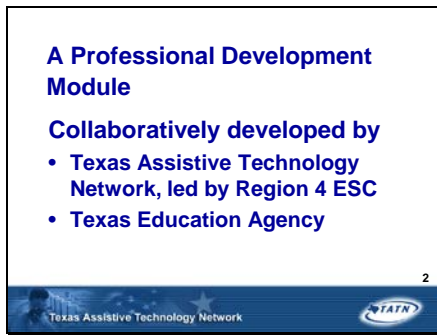 A Professional Development
Module
Collaboratively developed by
• Texas Assistive Technology
Network, led by Region 4 ESC
• Texas Education Agency
2
Texas Assistive Technology Network
TATN